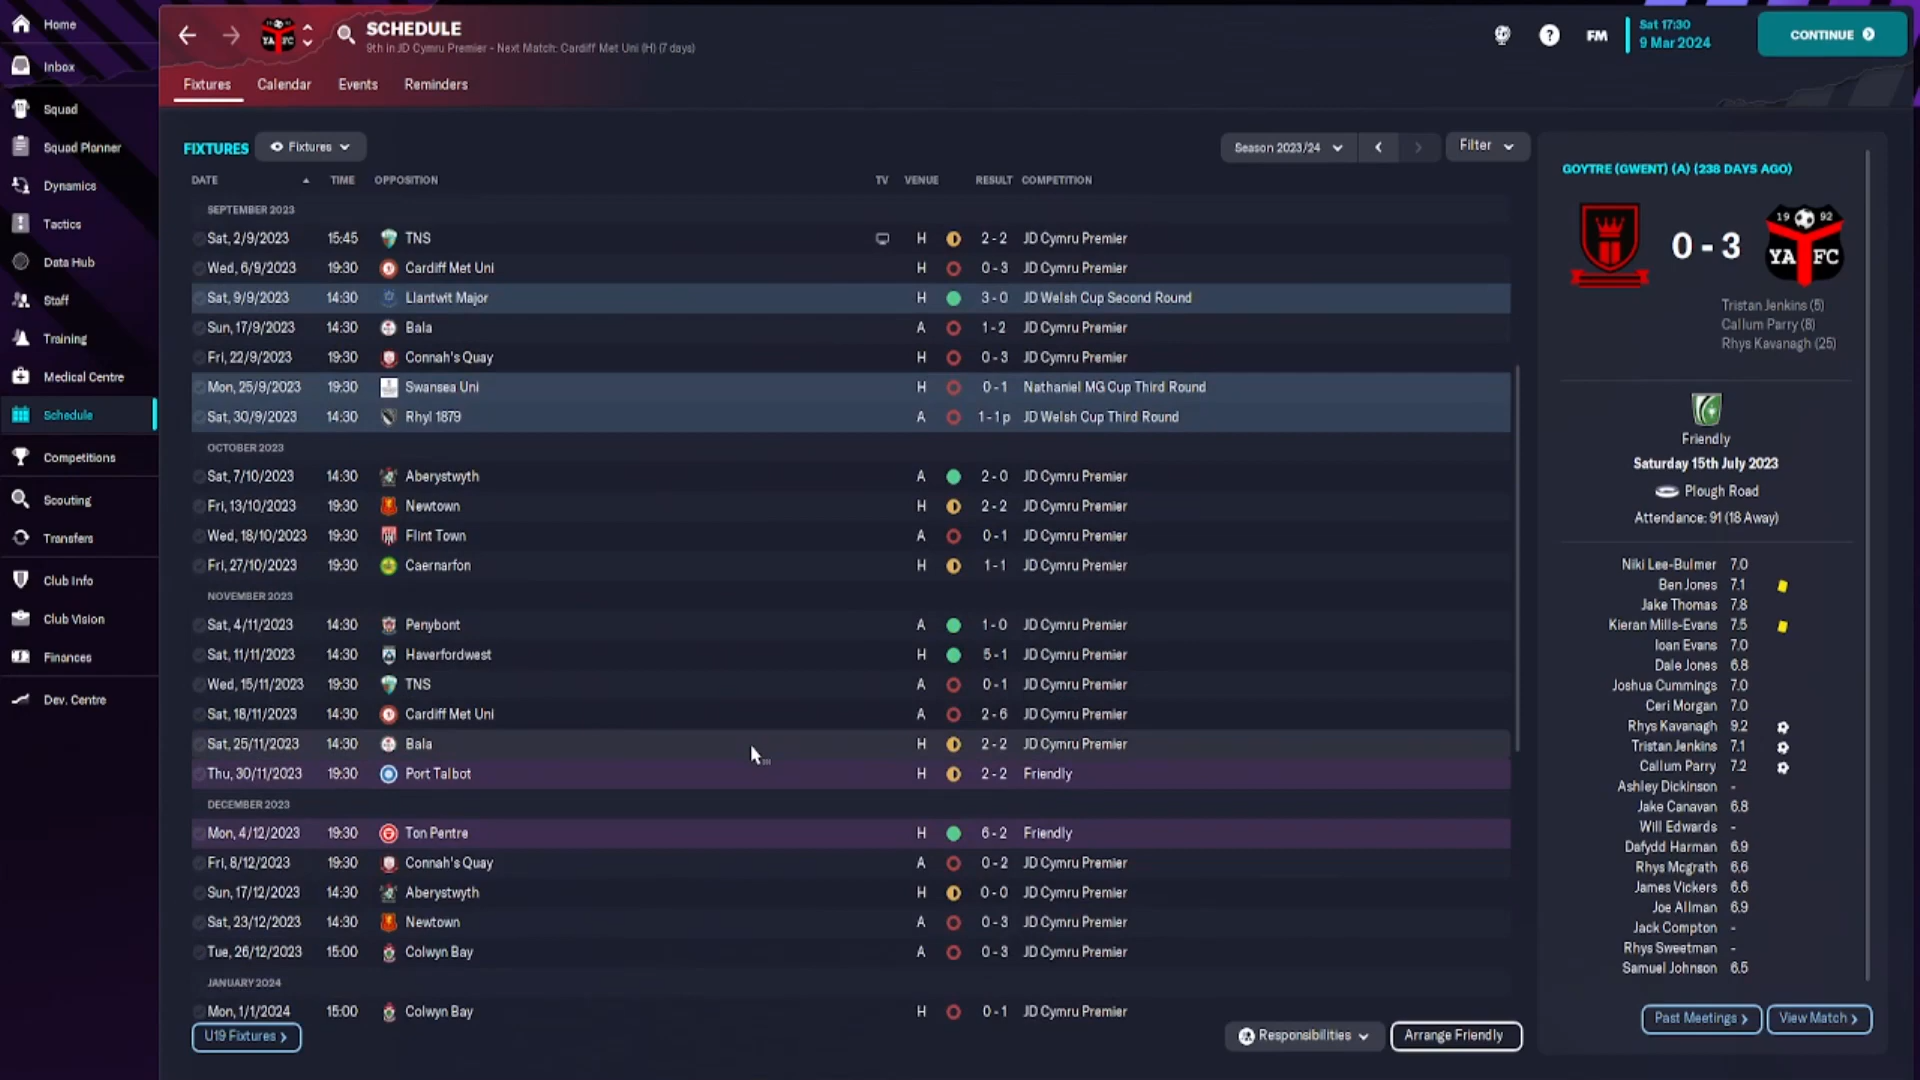 Home
Inbox
Squad
Squad Planner
Dynamics
Tactics
Data Hub
Staff
Training
Medical Centre
Schedule
Competitions
Scouting
Transfers
Club Info
Club Vision
Finances
Dev. Centre
YA FC
SCHEDULE
9th in JD Cymru Premier - Next Match: Cardiff Met Uni (H) (7 days)
FM
Sat 17:30
9 Mar 2024
CONTINUE
Fixtures Calendar Events Reminders
FIXTURES Fixtures
Season 2023/24
Filter
DATE TIME OPPOSITION TV VENUE RESULT COMPETITION
SEPTEMBER 2023
Sat, 2/9/2023 15:45 TNS H 2 - 2 JD Cymru Premier
Wed, 6/9/2023 19:30 Cardiff Met Uni H 0 - 3 JD Cymru Premier
Sat, 9/9/2023 14:30 Llantwit Major H 3 - 0 JD Welsh Cup Second Round
Sun, 17/9/2023 14:30 Bala A 1 - 2 JD Cymru Premier
Fri, 22/9/2023 19:30 Connah's Quay H 0 - 3 JD Cymru Premier
Mon, 25/9/2023 19:30 Swansea Uni H 0 - 1 Nathaniel MG Cup Third Round
Sat, 30/9/2023 14:30 Rhyl 1879 A 1 - 1 p JD Welsh Cup Third Round
OCTOBER 2023
Sat, 7/10/2023 14:30 Aberystwyth A 2 - 0 JD Cymru Premier
Fri, 13/10/2023 19:30 Newtown H 2 - 2 JD Cymru Premier
Wed, 18/10/2023 19:30 Flint Town A 0 - 1 JD Cymru Premier
Fri, 27/10/2023 19:30 Caernarfon H 1 - 1 JD Cymru Premier
NOVEMBER 2023
Sat, 4/11/2023 14:30 Penybont A 1 - 0 JD Cymru Premier
Sat, 11/11/2023 14:30 Haverfordwest H 5 - 1 JD Cymru Premier
Wed, 15/11/2023 19:30 TNS A 0 - 1 JD Cymru Premier
Sat, 18/11/2023 14:30 Cardiff Met Uni A 2 - 6 JD Cymru Premier
Sat, 25/11/2023 14:30 Bala H 2 - 2 JD Cymru Premier
Thu, 30/11/2023 19:30 Port Talbot H 2 - 2 Friendly
DECEMBER 2023
Mon, 4/12/2023 19:30 Ton Pentre H 6 - 2 Friendly
Fri, 8/12/2023 19:30 Connah's Quay A 0 - 2 JD Cymru Premier
Sun, 17/12/2023 14:30 Aberystwyth H 0 - 0 JD Cymru Premier
Sat, 23/12/2023 14:30 Newtown A 0 - 3 JD Cymru Premier
Tue, 26/12/2023 15:00 Colwyn Bay A 0 - 3 JD Cymru Premier
JANUARY 2024
Mon, 1/1/2024 15:00 Colwyn Bay H 0 - 1 JD Cymru Premier
U19 Fixtures
Responsibilities
Arrange Friendly
GOYTRE (GWENT) (A) (238 DAYS AGO)
0 - 3
19 92
YA FC
Tristan Jenkins (5)
Callum Parry (8)
Rhys Kavanagh (25)
Friendly
Saturday 15th July 2023
Plough Road
Attendance: 91 (18 Away)
Niki Lee-Bulmer 7.0
Ben Jones 7.1
Jake Thomas 7.8
Kieran Mills-Evans 7.5
Ioan Evans 7.0
Dale Jones 6.8
Joshua Cummings 7.0
Ceri Morgan 7.0
Rhys Kavanagh 9.2
Tristan Jenkins 7.1
Callum Parry 7.2
Ashley Dickinson -
Jake Canavan 6.8
Will Edwards -
Dafydd Harman 6.9
Rhys Mcgrath 6.6
James Vickers 6.6
Joe Allman 6.9
Jack Compton -
Rhys Sweetman -
Samuel Johnson 6.5
Past Meetings
View Match